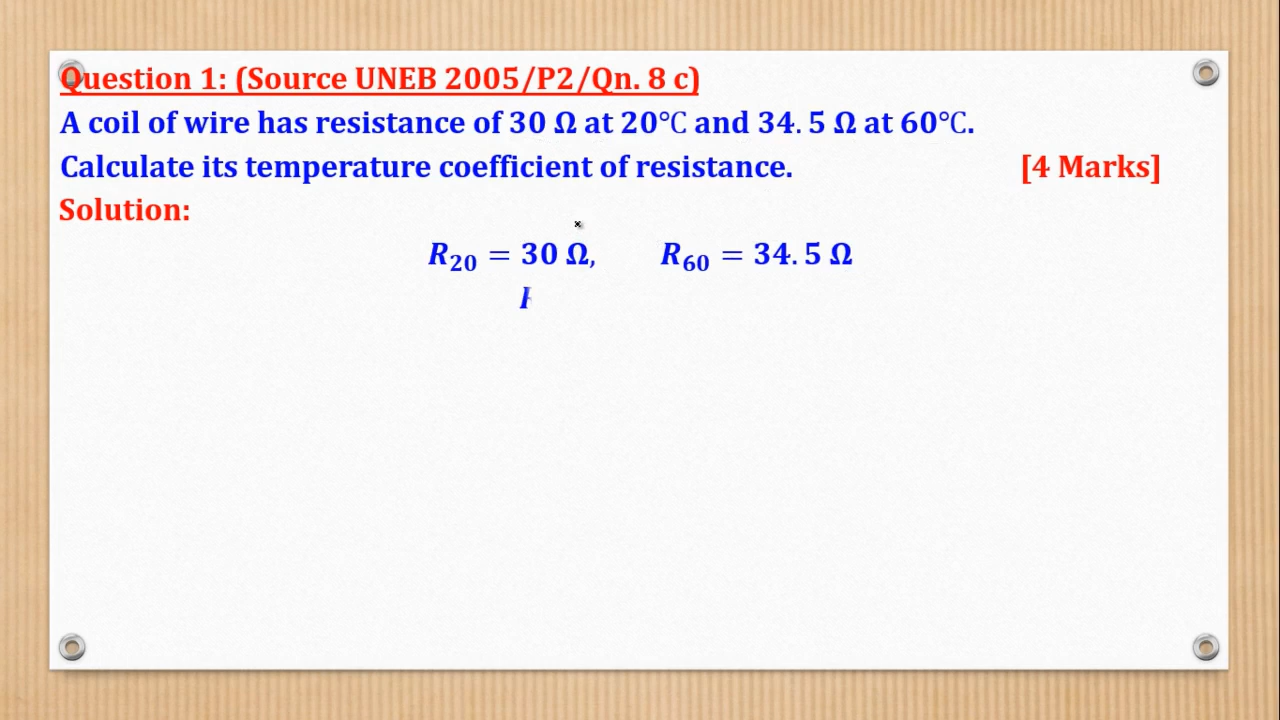 Question 1: (Source UNEB 2005/P2/Qn. 8 c)
A coil of wire has resistance of 30 Ω at 20°C and 34.5 Ω at 60°C.
Calculate its temperature coefficient of resistance. [4 Marks]
Solution:
R₂₀ = 30 Ω, R₆₀ = 34.5 Ω